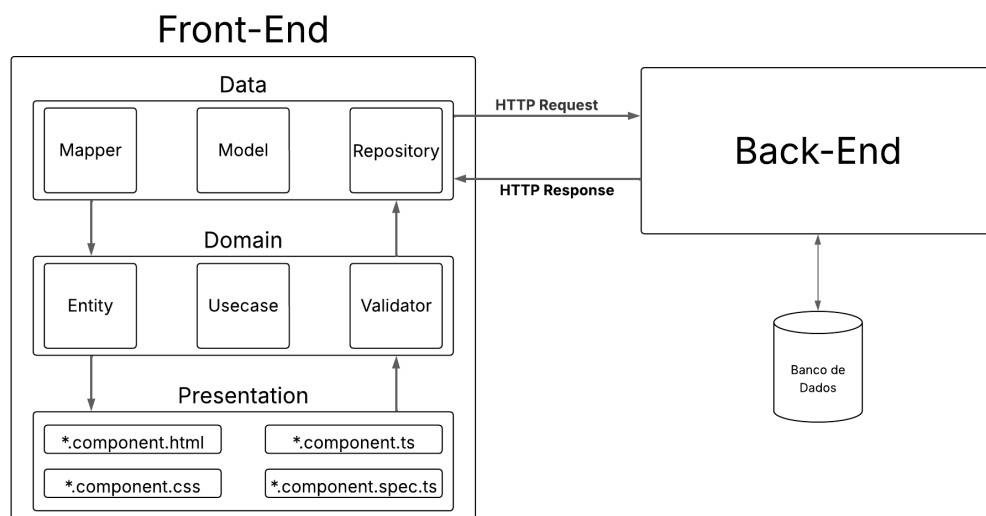 Front-End
Data
Mapper
Model
Repository
HTTP Request
HTTP Response
Back-End
Domain
Entity
Usecase
Validator
Banco de
Dados
Presentation
*.component.html
*.component.ts
*.component.css
*.component.spec.ts